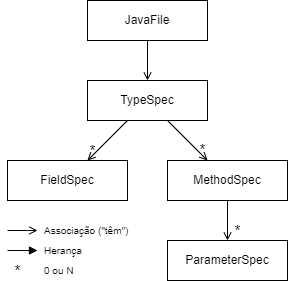 JavaFile
TypeSpec
* *
FieldSpec MethodSpec
*
ParameterSpec
Associação ("têm")
Herança
* 0 ou N